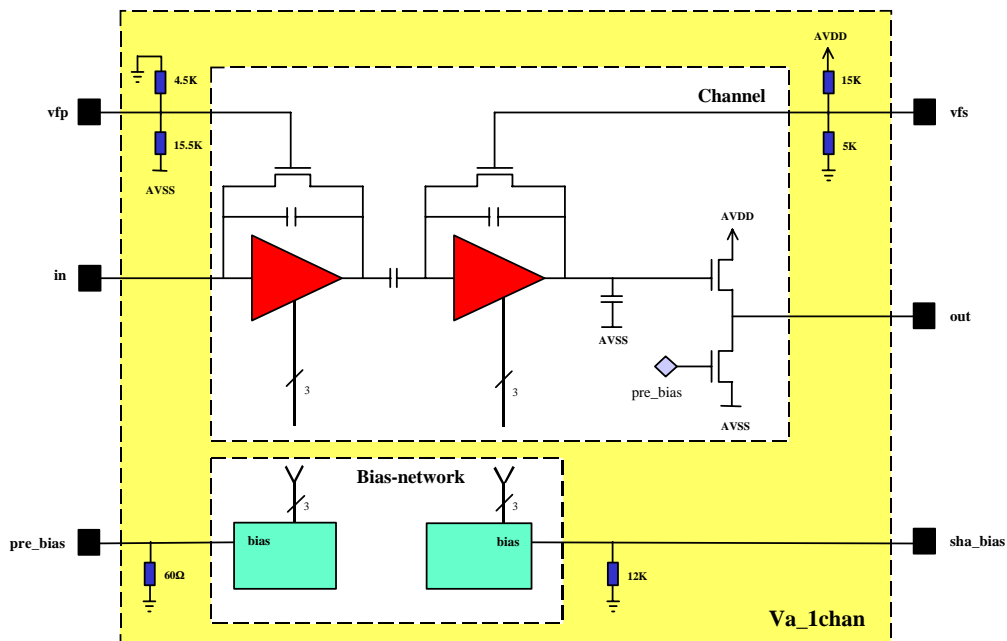 AVDD
4.5K
15K
Channel
vfp
vfs
15.5K
5K
AVSS
AVDD
in
out
AVSS
pre_bias
3
3
AVSS
Bias-network
3
3
pre_bias
bias
bias
sha_bias
60Ω
12K
Va_1chan